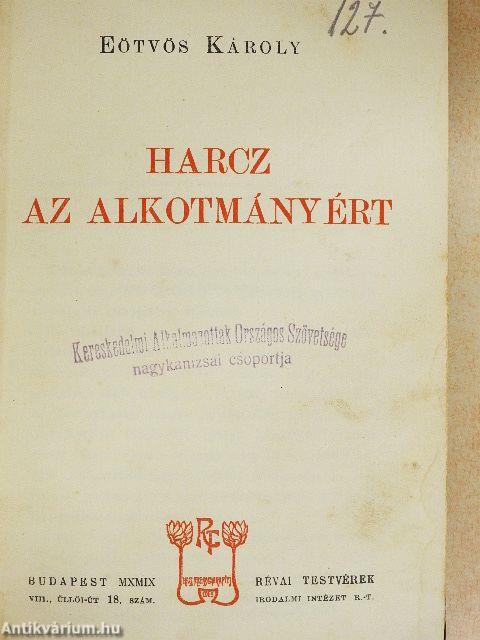 127.
EÖTVÖS KÁROLY
HARCZ
AZ ALKOTMÁNYÉRT
Kereskedelmi Alkalmazottak Országos Szövetsége
nagykanizsai csoportja
BUDAPEST MXMIX
VIII., ÜLLŐI-ÚT 18. SZÁM.
RÉVAI TESTVÉREK
IRODALMI INTÉZET R.-T.
Antikvárium.hu